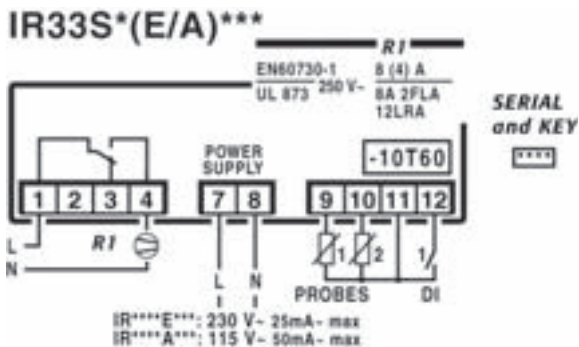 IR33S*(E/A)***
R1
EN60730-1
UL 873
250 V~
8 (4) A
8A 2FLA
12LRA
SERIAL
and KEY
POWER
SUPPLY
-10T60
1 2 3 4
7 8
9 10 11 12
L
N
R1
L N
1 2 1
PROBES DI
IR****E***: 230 V~ 25mA~ max
IR****A***: 115 V~ 50mA~ max